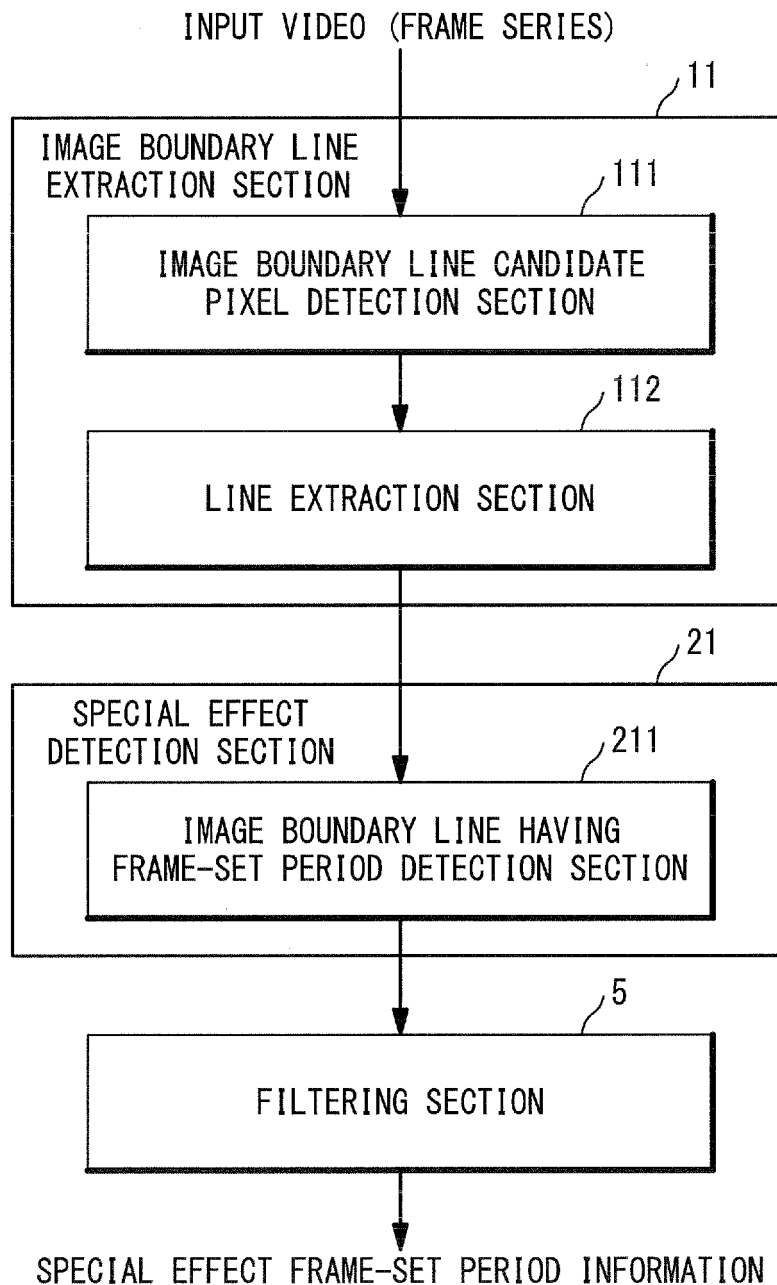 INPUT VIDEO (FRAME SERIES)
11
IMAGE BOUNDARY LINE
EXTRACTION SECTION
111
IMAGE BOUNDARY LINE CANDIDATE
PIXEL DETECTION SECTION
112
LINE EXTRACTION SECTION
21
SPECIAL EFFECT
DETECTION SECTION
211
IMAGE BOUNDARY LINE HAVING
FRAME-SET PERIOD DETECTION SECTION
5
FILTERING SECTION
SPECIAL EFFECT FRAME-SET PERIOD INFORMATION